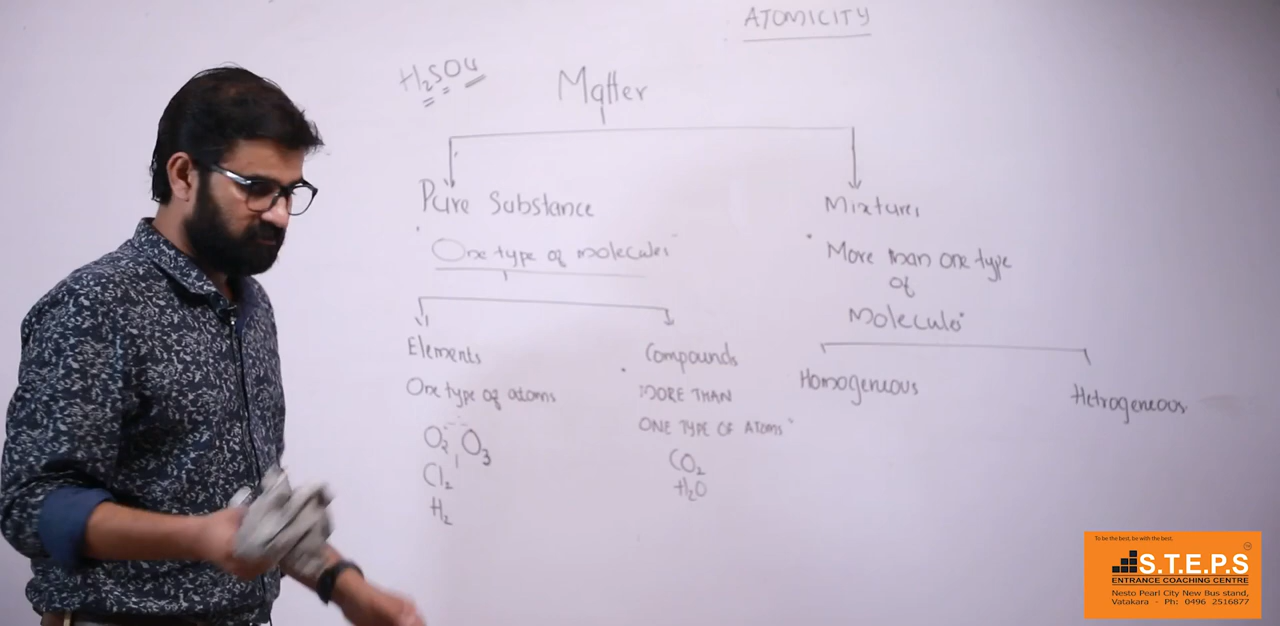 ATOMICITY
H₂SO₄
Matter
Pure Substance
Mixtures
One type of molecules
More than one type
of
Molecules
Elements
Compounds
One type of atoms
MORE THAN
ONE TYPE OF ATOMS
Homogeneous
Hetrogeneous
O₂ O₃
Cl₂
H₂
CO₂
H₂O
To be the best, be with the best.
S.T.E.P.S
ENTRANCE COACHING CENTRE
Nesto Pearl City New Bus stand,
Vatakara - Ph: 0496 2516877